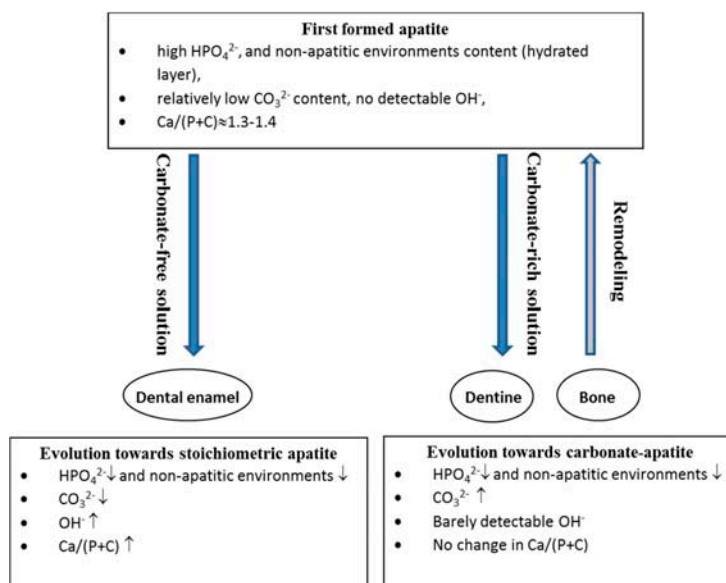 First formed apatite
• high HPO₄²⁻, and non-apatitic environments content (hydrated
layer),
• relatively low CO₃²⁻ content, no detectable OH⁻,
• Ca/(P+C)≈1.3-1.4
Carbonate-free solution
Carbonate-rich solution
Remodeling
Dental enamel
Dentine
Bone
Evolution towards stoichiometric apatite
• HPO₄²⁻↓ and non-apatitic environments ↓
• CO₃²⁻ ↓
• OH⁻ ↑
• Ca/(P+C) ↑
Evolution towards carbonate-apatite
• HPO₄²⁻↓ and non-apatitic environments ↓
• CO₃²⁻ ↑
• Barely detectable OH⁻
• No change in Ca/(P+C)